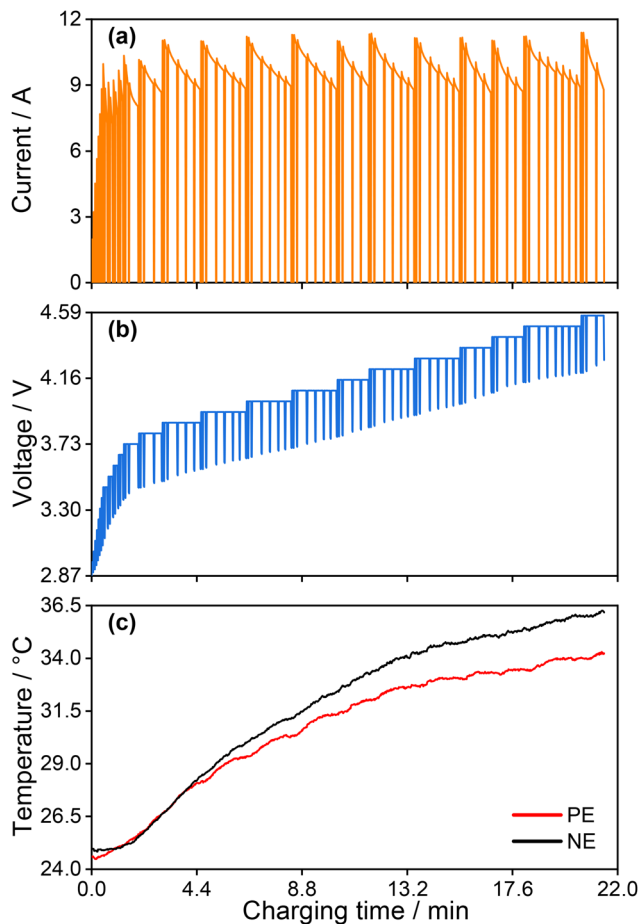 (a)
Current / A
12
9
6
3
0
(b)
Voltage / V
4.59
4.16
3.73
3.30
2.87
(c)
Temperature / °C
36.5
34.0
31.5
29.0
26.5
24.0
PE
NE
0.0 4.4 8.8 13.2 17.6 22.0
Charging time / min